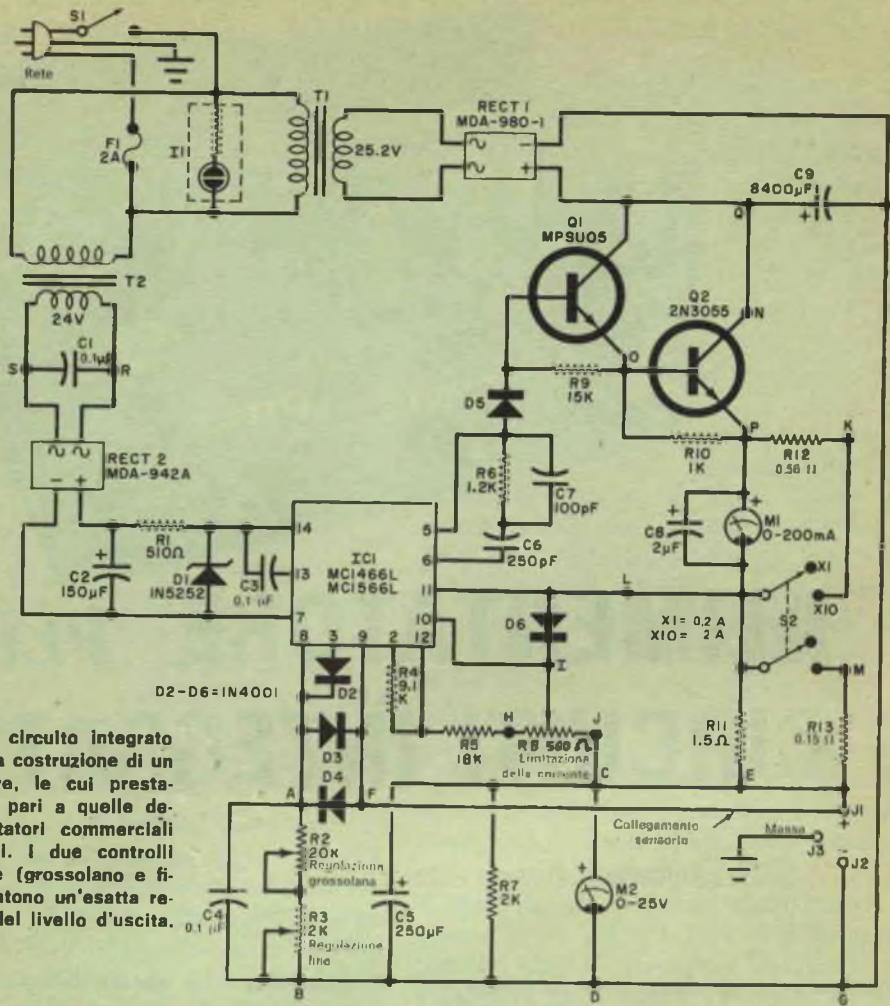 S1
Rete
F1
2A
I1
T1
25.2V
RECT 1
MDA-980-1
C9
8400µF
+
Q
Q1
MPSU05
Q2
2N3055
N
O
T2
24V
S
C1
0.1µF
R
RECT 2
MDA-942A
D5
R9
15K
R10
1K
P
R12
0.56 Ω
K
R6
1.2K
C7
100pF
C6
250pF
C8
2µF
M1
0-200mA
R1
510Ω
C2
150µF
D1
1N5252
C3
0.1 µF
IC1
MC1466L
MC1566L
14
13
7
5
6
11
10
8 3 9 2 12
L
X1
X10
S2
X1= 0,2 A
X10= 2 A
D6
I
M
D2-D6=1N4001
D2
D3
D4
R4
9.1
K
R5
18K
H
R8 500 Ω
Limitazione
della corrente
J
C
R11
1.5Ω
R13
0.15 Ω
E
A
F
J1
+
Collegamento
sensorio
Massa
J3
J2
circuito integrato
a costruzione di un
e, le cui presta-
pari a quelle de-
tatori commerciali
i. I due controlli
e (grossolano e fi-
ntono un'esatta re-
del livello d'uscita.
R2
20K
Regolazione
grossolana
R3
2K
Regolazione
fine
C4
0.1 µF
C5
250µF
R7
2K
M2
0-25V
B
D
G